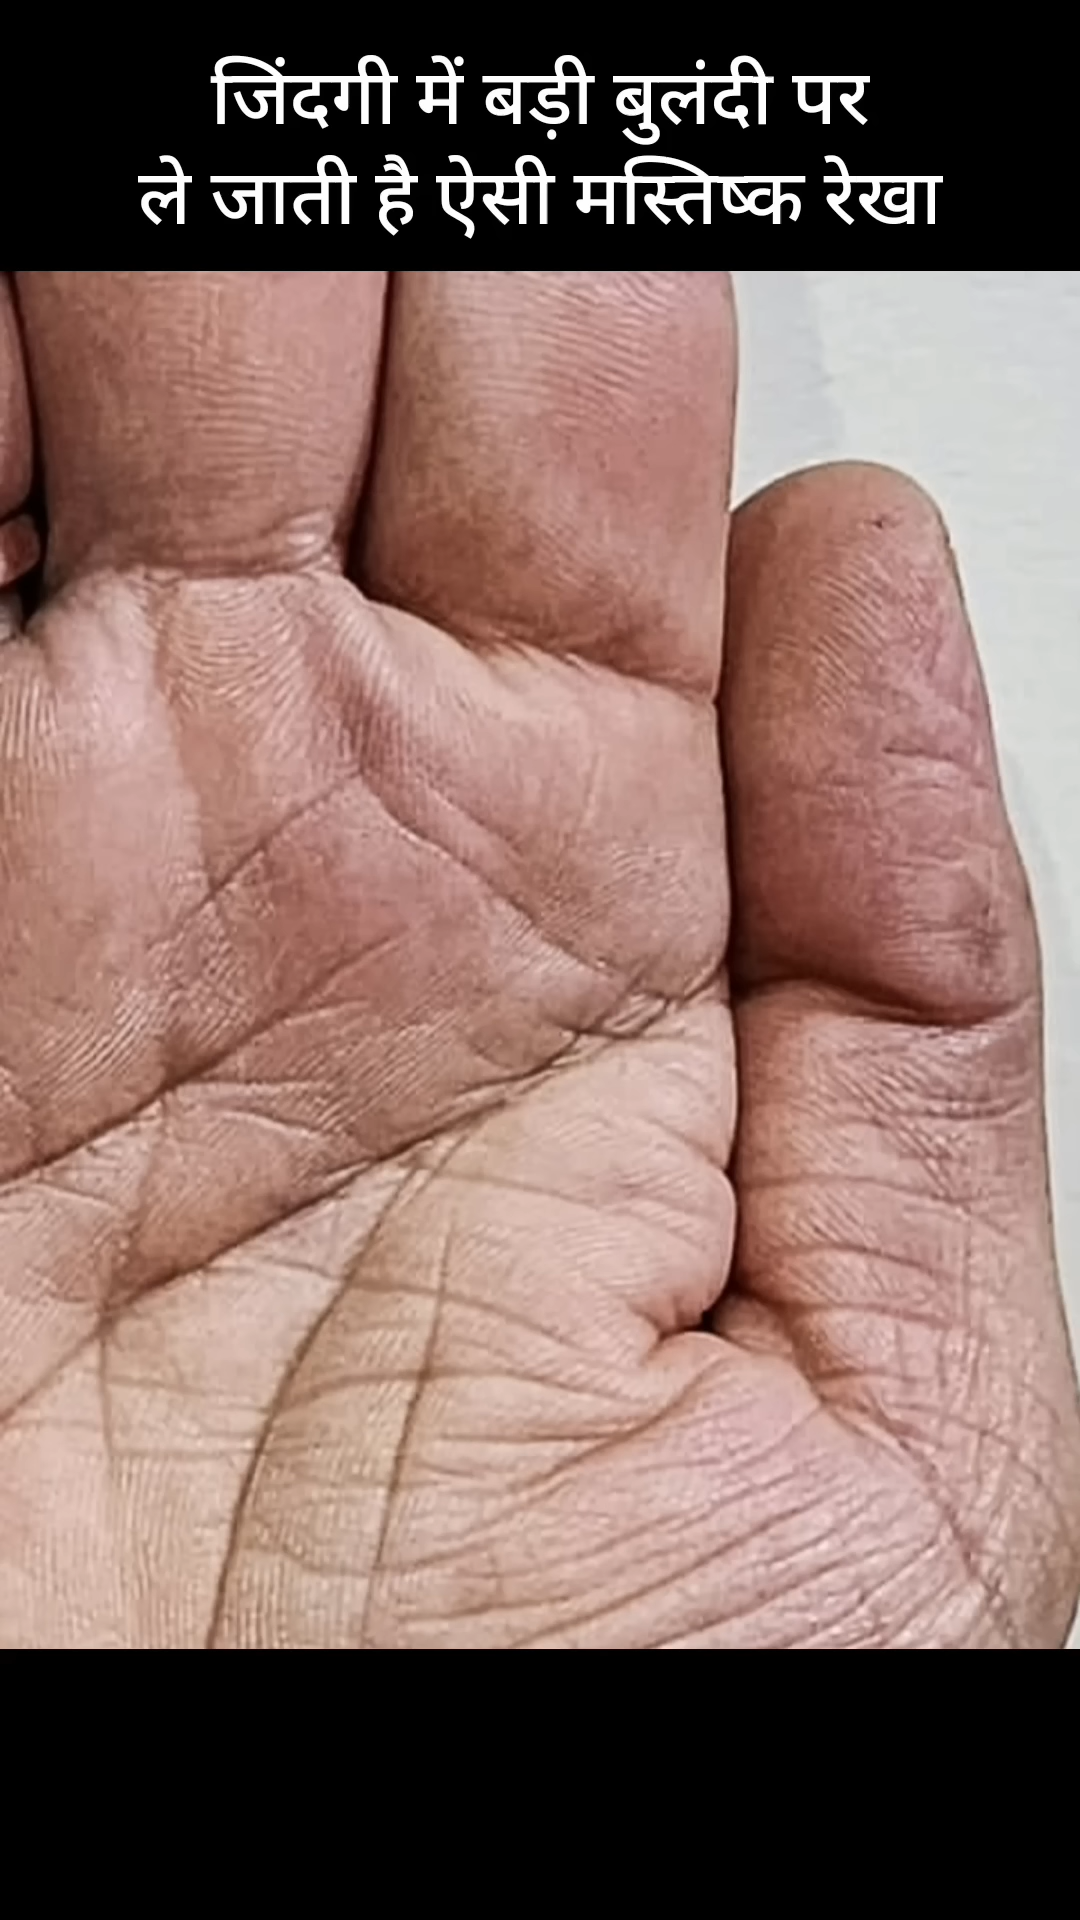 जिंदगी में बड़ी बुलंदी पर
ले जाती है ऐसी मस्तिष्क रेखा